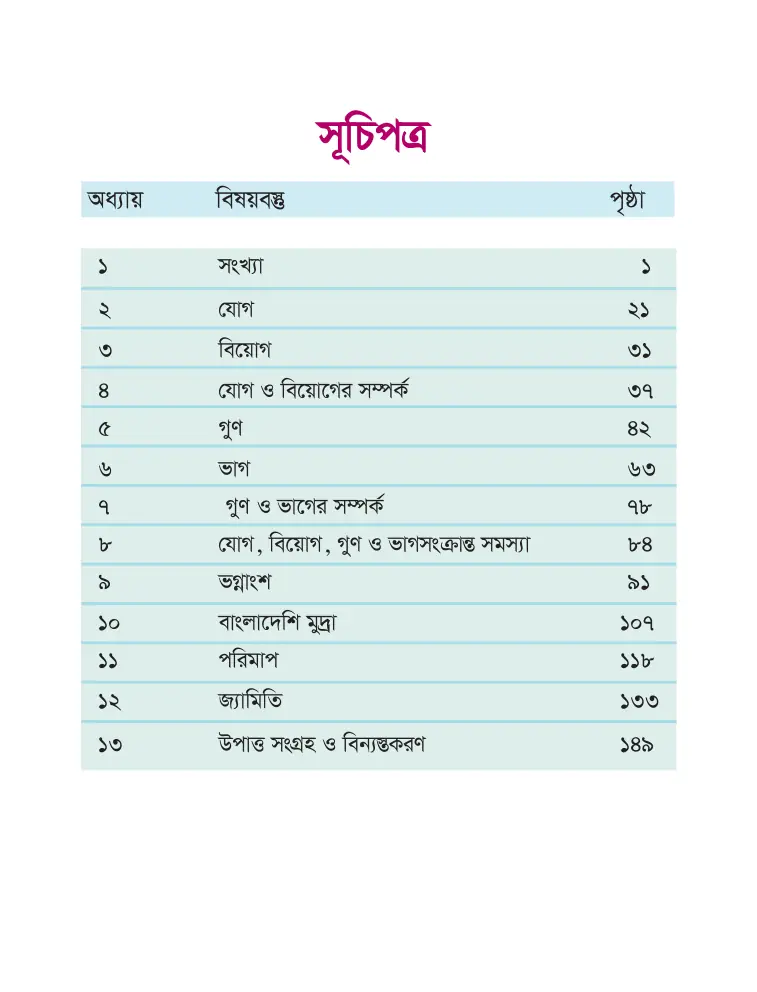 সূচিপত্র
অধ্যায় বিষয়বস্তু পৃষ্ঠা
১ সংখ্যা ১
২ যোগ ২১
৩ বিয়োগ ৩১
৪ যোগ ও বিয়োগের সম্পর্ক ৩৭
৫ গুণ ৪২
৬ ভাগ ৬৩
৭ গুণ ও ভাগের সম্পর্ক ৭৮
৮ যোগ, বিয়োগ, গুণ ও ভাগসংক্রান্ত সমস্যা ৮৪
৯ ভগ্নাংশ ৯১
১০ বাংলাদেশি মুদ্রা ১০৭
১১ পরিমাপ ১১৮
১২ জ্যামিতি ১৩৩
১৩ উপাত্ত সংগ্রহ ও বিন্যস্তকরণ ১৪৯